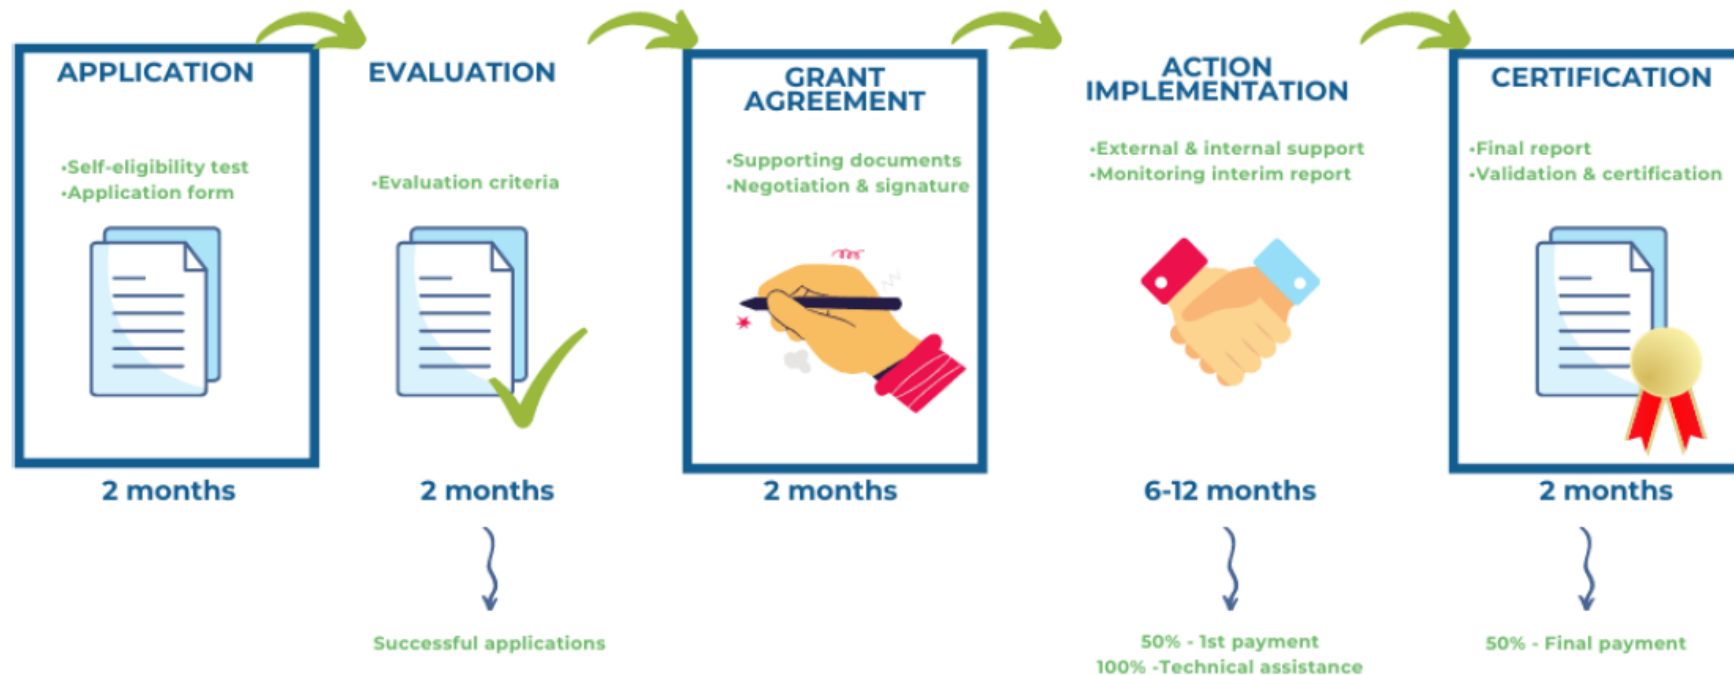 APPLICATION
•Self-eligibility test
•Application form
2 months
EVALUATION
•Evaluation criteria
2 months
Successful applications
GRANT
AGREEMENT
•Supporting documents
•Negotiation & signature
2 months
ACTION
IMPLEMENTATION
•External & internal support
•Monitoring interim report
6-12 months
50% - 1st payment
100% -Technical assistance
CERTIFICATION
•Final report
•Validation & certification
2 months
50% - Final payment